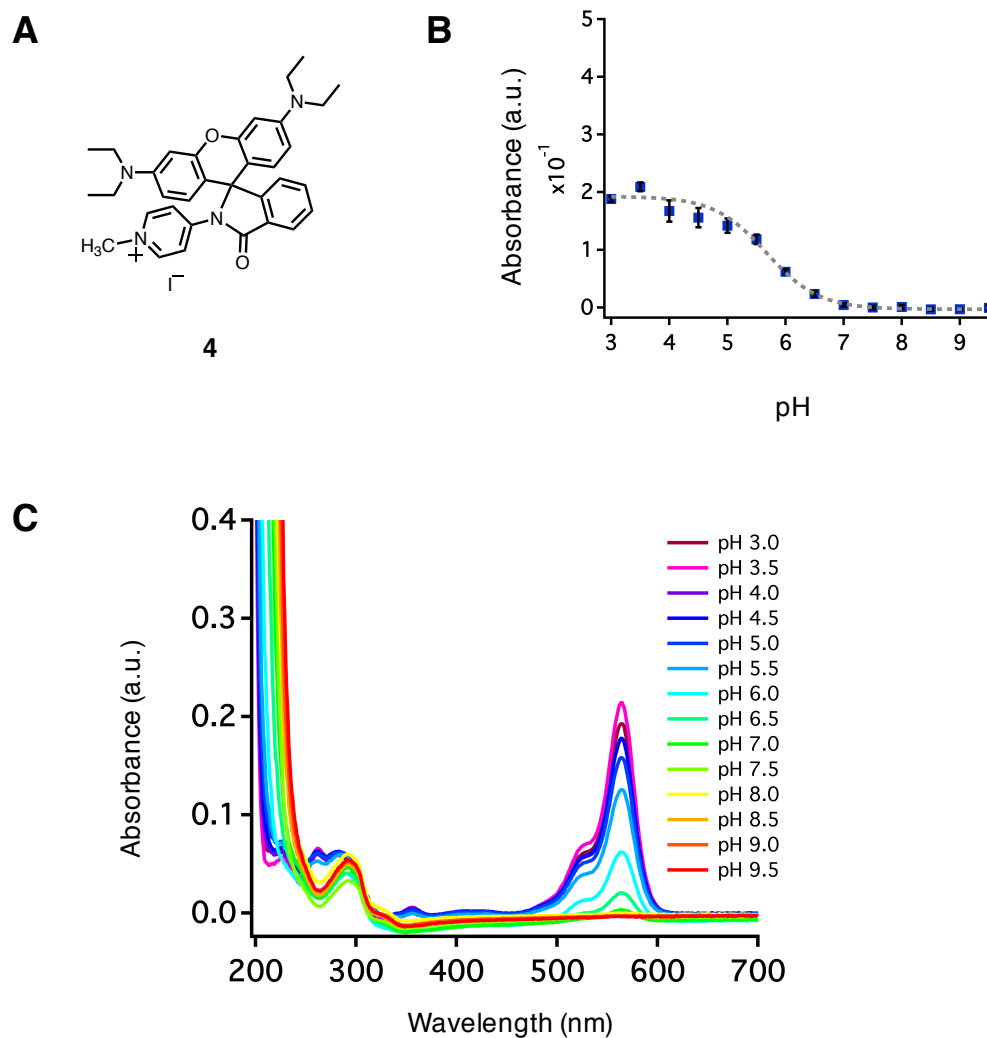 A
O
N
N
N
N
H₃C
+
O
I⁻
4
B
Absorbance (a.u.)
x10⁻¹
5
4
3
2
1
0
3 4 5 6 7 8 9
pH
C
Absorbance (a.u.)
0.4
0.3
0.2
0.1
0.0
200 300 400 500 600 700
Wavelength (nm)
pH 3.0
pH 3.5
pH 4.0
pH 4.5
pH 5.0
pH 5.5
pH 6.0
pH 6.5
pH 7.0
pH 7.5
pH 8.0
pH 8.5
pH 9.0
pH 9.5